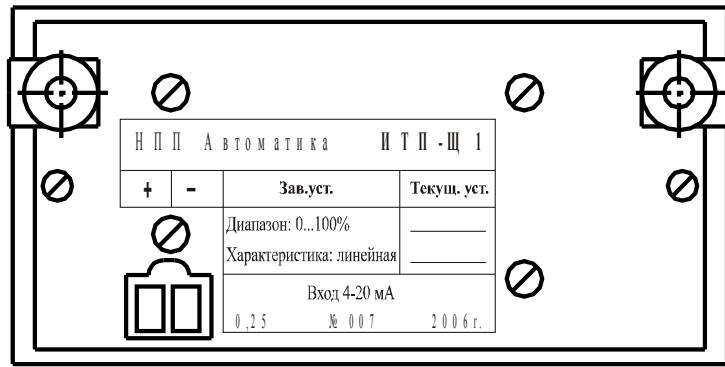 НПП Автоматика ИТП-Щ 1
+ - Зав.уст. Текущ. уст.
Диапазон: 0...100%
Характеристика: линейная
Вход 4-20 мА
0,25 № 007 2006г.